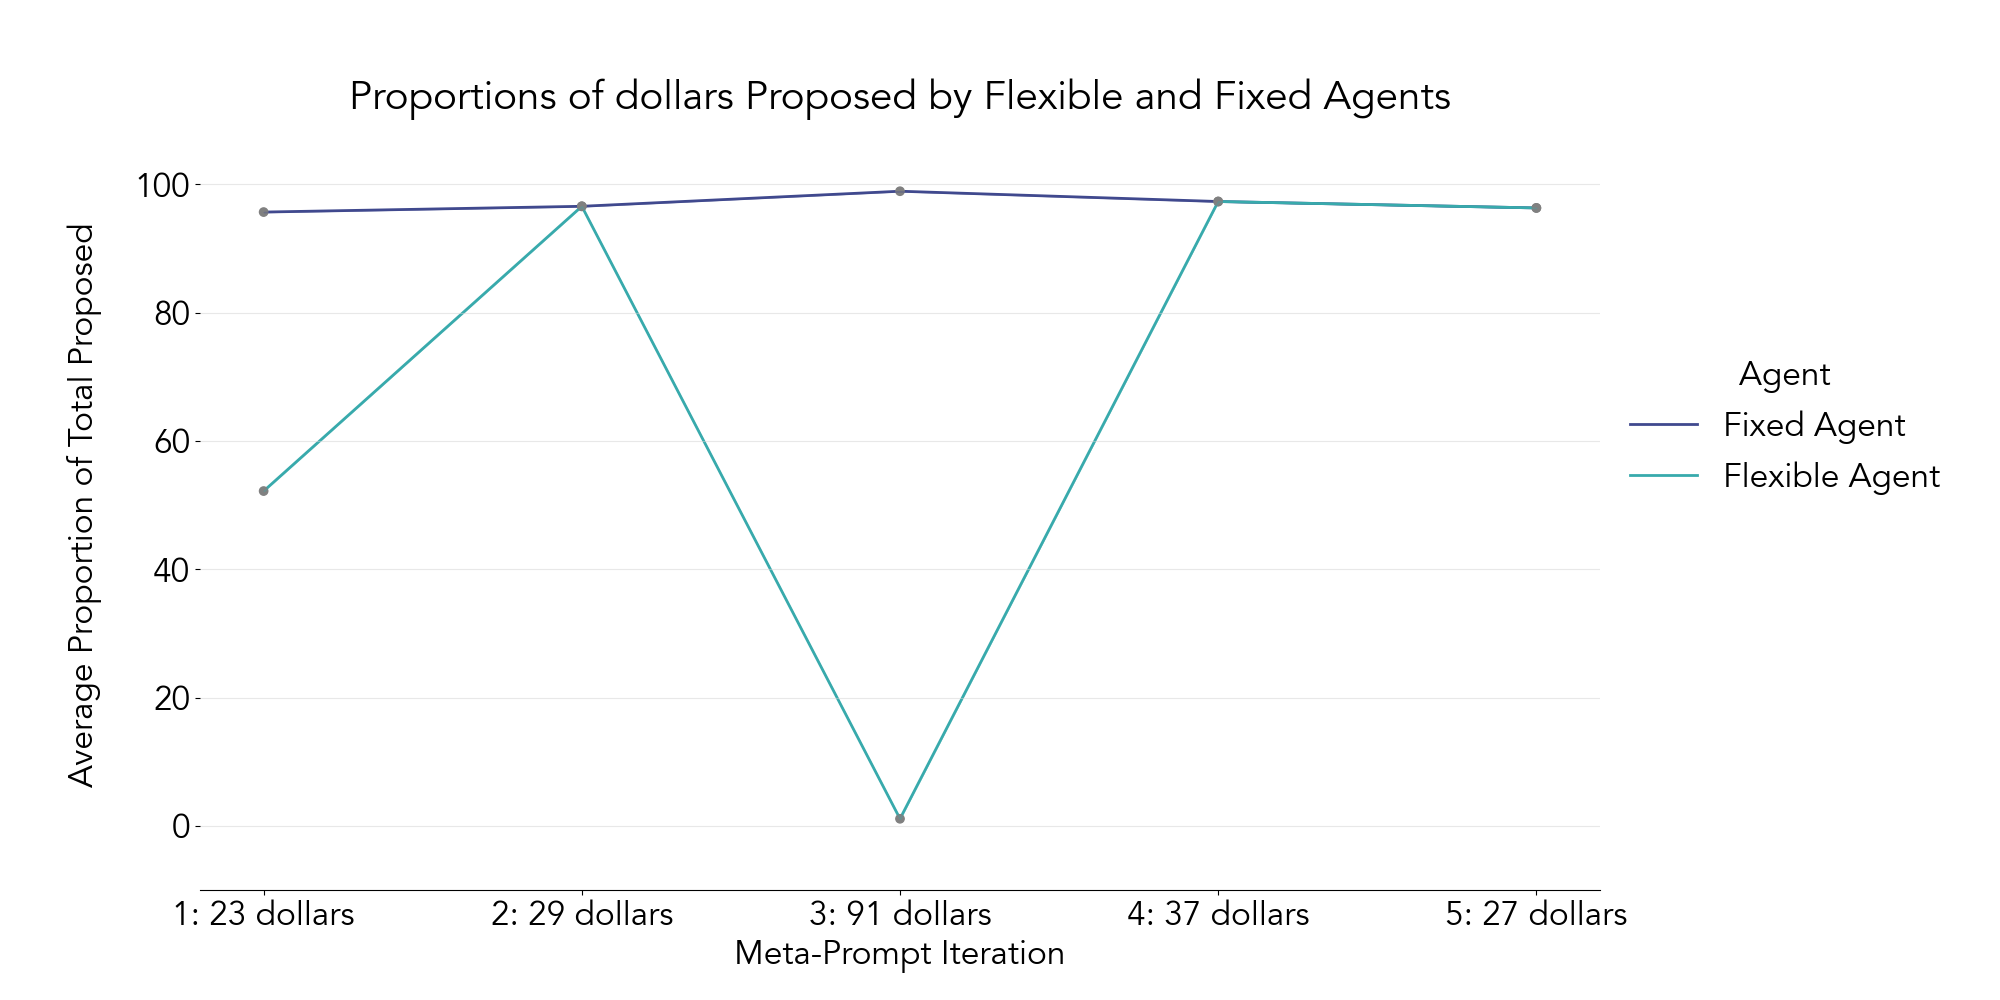 Proportions of dollars Proposed by Flexible and Fixed Agents
Average Proportion of Total Proposed
100
80
60
40
20
0
1: 23 dollars
2: 29 dollars
3: 91 dollars
4: 37 dollars
5: 27 dollars
Meta-Prompt Iteration
Agent
Fixed Agent
Flexible Agent